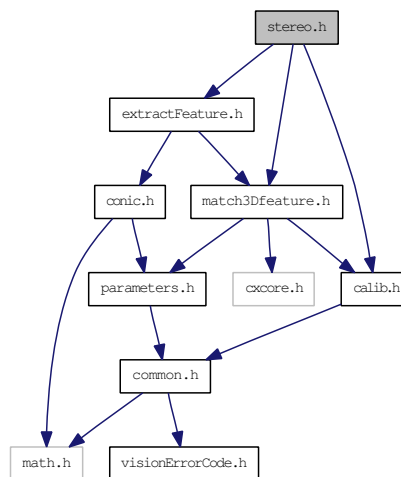 stereo.h
extractFeature.h
conic.h
match3Dfeature.h
parameters.h
cxcore.h
calib.h
common.h
math.h
visionErrorCode.h